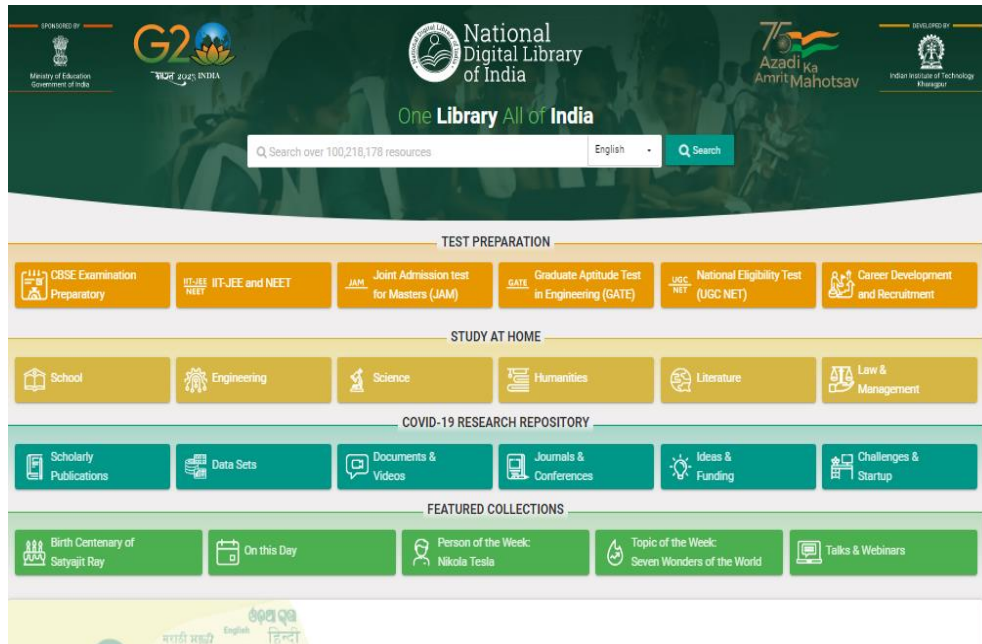 SPONSORED BY
Ministry of Education
Government of India
G20
भारत 2023 INDIA
National Digital Library of India
National
Digital Library
of India
75
Azadi Ka
Amrit Mahotsav
DEVELOPED BY
Indian Institute of Technology
Kharagpur
One Library All of India
Search over 100,218,178 resources
English
Search
TEST PREPARATION
CBSE Examination
Preparatory
IIT-JEE
NEET
IIT-JEE and NEET
JAM
Joint Admission test
for Masters (JAM)
GATE
Graduate Aptitude Test
in Engineering (GATE)
UGC
NET
National Eligibility Test
(UGC NET)
Career Development
and Recruitment
STUDY AT HOME
School
Engineering
Science
Humanities
Literature
Law &
Management
COVID-19 RESEARCH REPOSITORY
Scholarly
Publications
Data Sets
Documents &
Videos
Journals &
Conferences
Ideas &
Funding
Challenges &
Startup
FEATURED COLLECTIONS
Birth Centenary of
Satyajit Ray
On this Day
Person of the Week:
Nikola Tesla
Topic of the Week:
Seven Wonders of the World
Talks & Webinars
English
हिन्दी
मराठी